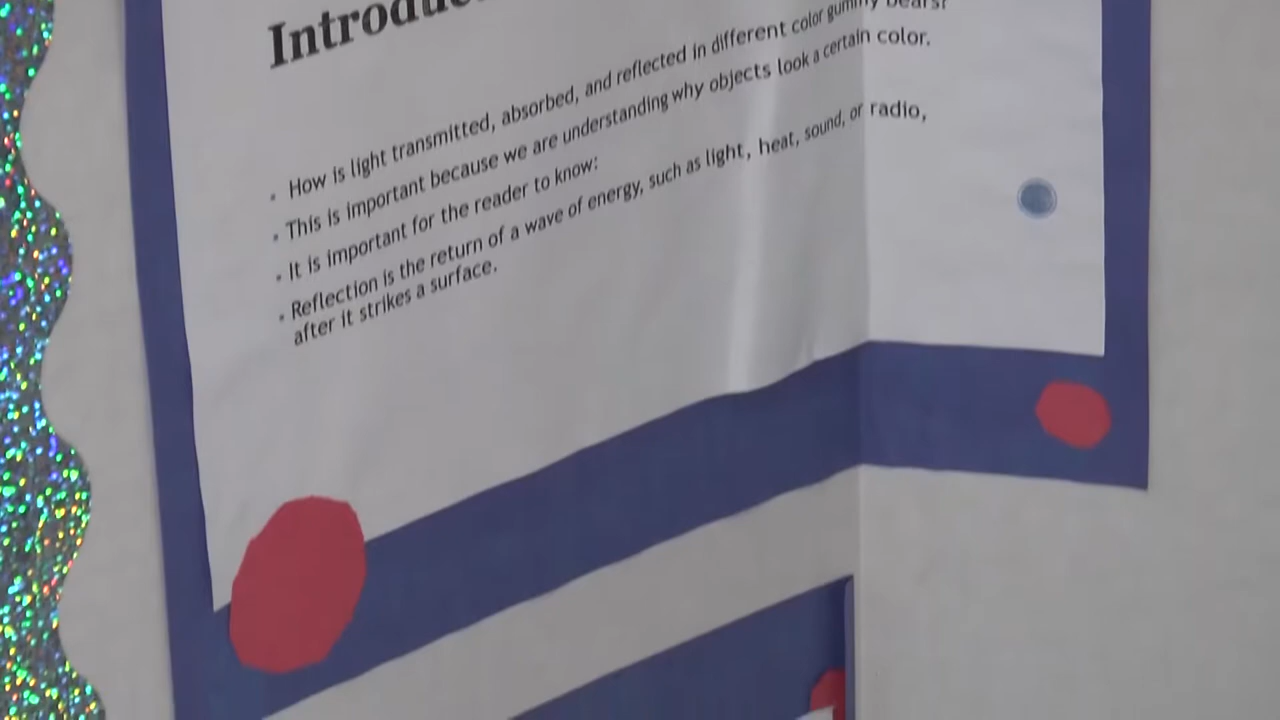 How is light transmitted, absorbed, and reflected in different color gummy bears?
This is important because we are understanding why objects look a certain color.
It is important for the reader to know:
Reflection is the return of a wave of energy, such as light, heat, sound, or radio,
after it strikes a surface.